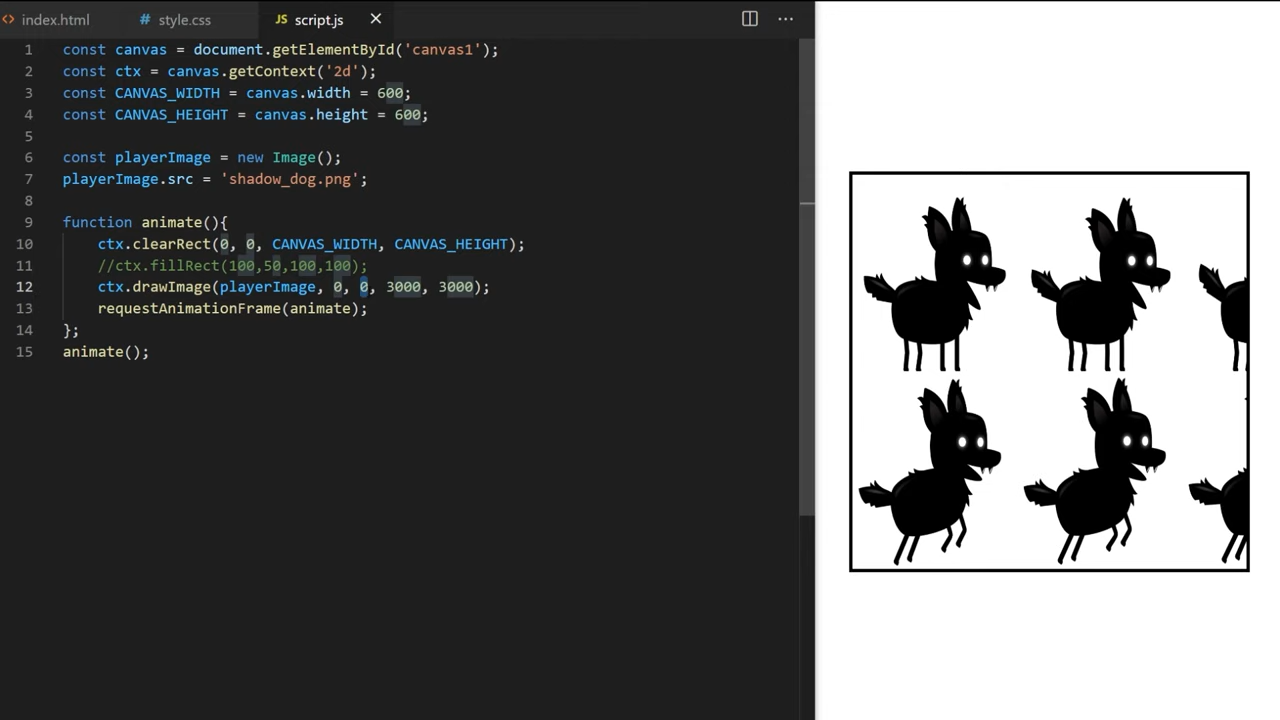 index.html
# style.css
JS script.js
1 const canvas = document.getElementById('canvas1');
2 const ctx = canvas.getContext('2d');
3 const CANVAS_WIDTH = canvas.width = 600;
4 const CANVAS_HEIGHT = canvas.height = 600;
5
6 const playerImage = new Image();
7 playerImage.src = 'shadow_dog.png';
8
9 function animate(){
10 ctx.clearRect(0, 0, CANVAS_WIDTH, CANVAS_HEIGHT);
11 //ctx.fillRect(100,50,100,100);
12 ctx.drawImage(playerImage, 0, 0, 3000, 3000);
13 requestAnimationFrame(animate);
14 };
15 animate();